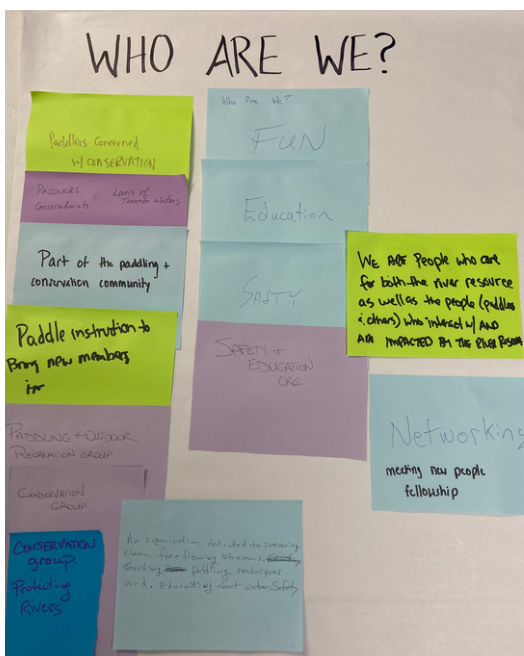 WHO ARE WE?
Paddlers Concerned
w/ CONSERVATION
PADDLERS
Conservationists
Lovers of
Waters
Part of the paddling +
conservation community
Paddle instruction to
Bring new members
in
PADDLING + OUTDOOR
RECREATION GROUP
CONSERVATION
GROUP
CONSERVATION
group.
Protecting
Rivers
Who Are We?
FUN
Education
SAFTY
SAFETY +
EDUCATION
ORG.
An organization dedicated to
clean free flowing streams.
Teaching paddling techniques
and. Educating about water Safety
WE ARE People who care
for both the river resource
as well as the people (paddlers
& others) who interact w/ AND
ARE IMPACTED BY THE RIVER
Networking
meeting new people
fellowship